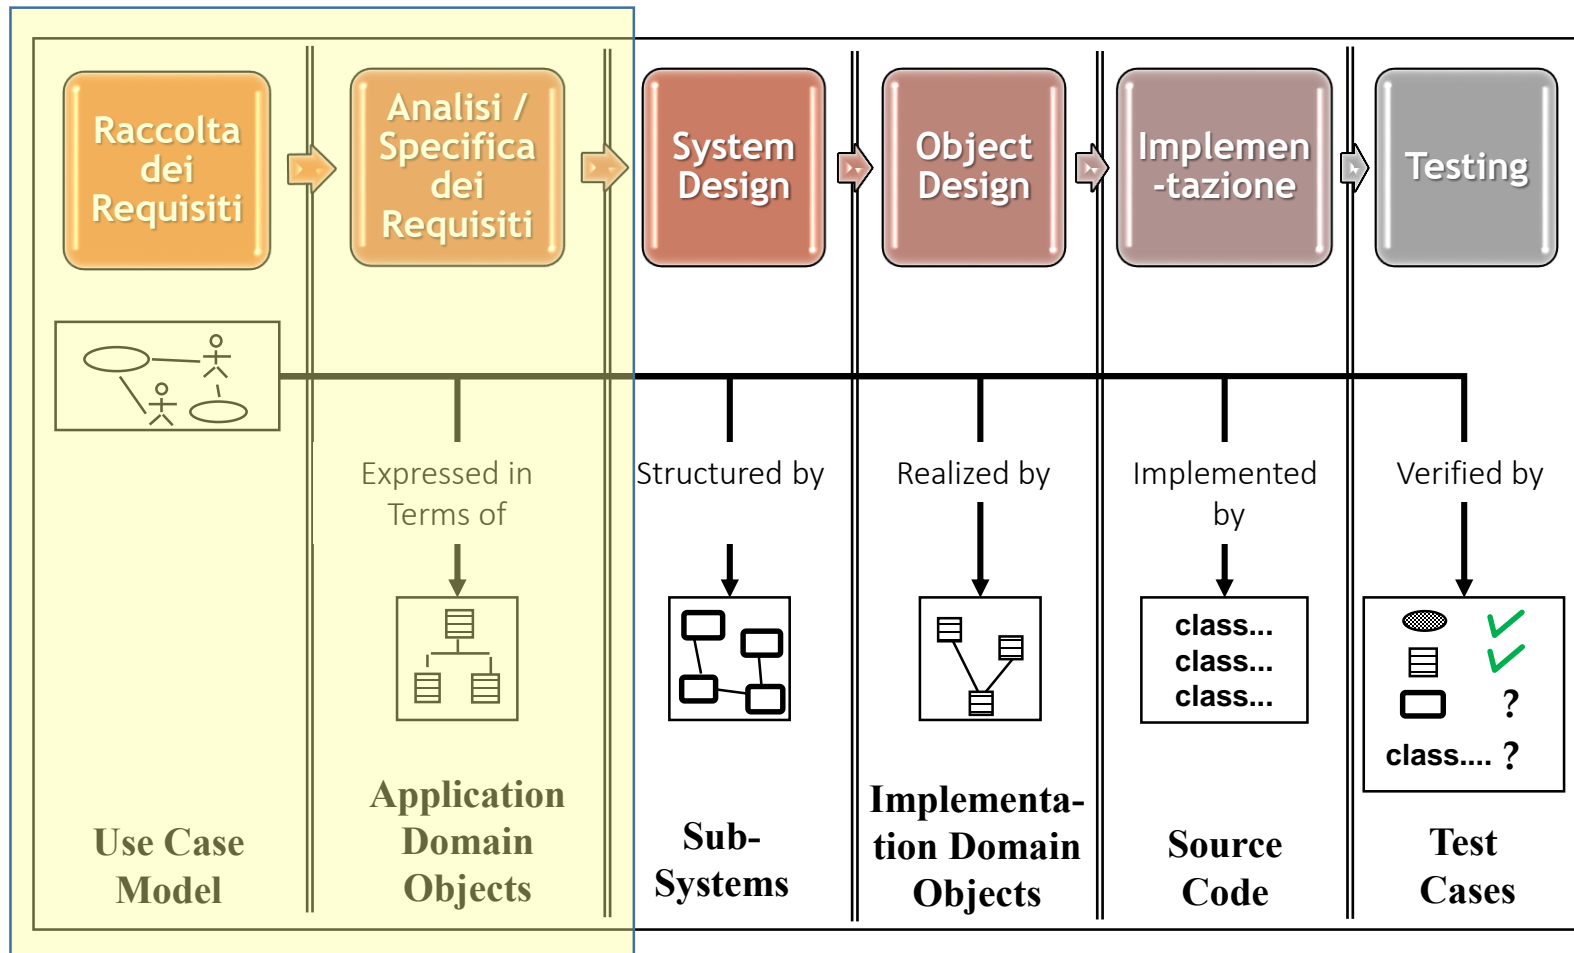 Raccolta
dei
Requisiti
Analisi /
Specifica
dei
Requisiti
System
Design
Object
Design
Implemen
-tazione
Testing
Expressed in
Terms of
Structured by
Realized by
Implemented
by
Verified by
class...
class...
class...
?
class.... ?
Use Case
Model
Application
Domain
Objects
Sub-
Systems
Implementa-
tion Domain
Objects
Source
Code
Test
Cases